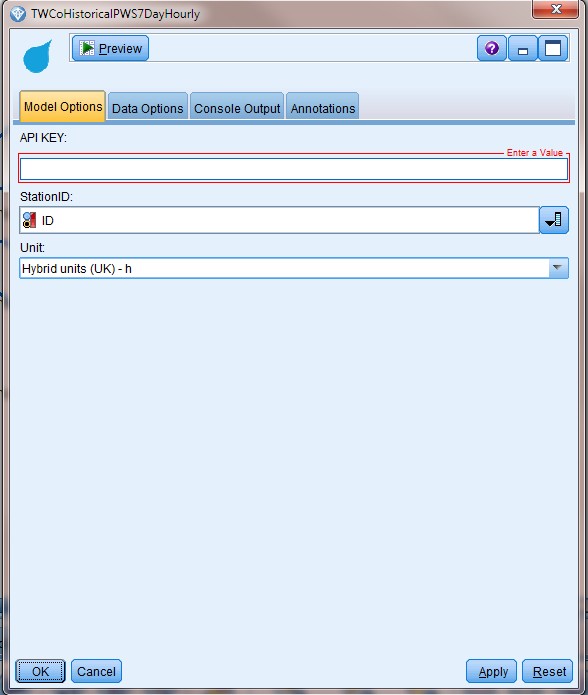 TWCoHistoricalPWS7DayHourly
Preview
?
Model Options Data Options Console Output Annotations
API KEY:
Enter a Value
StationID:
ID
Unit:
Hybrid units (UK) - h
OK Cancel Apply Reset